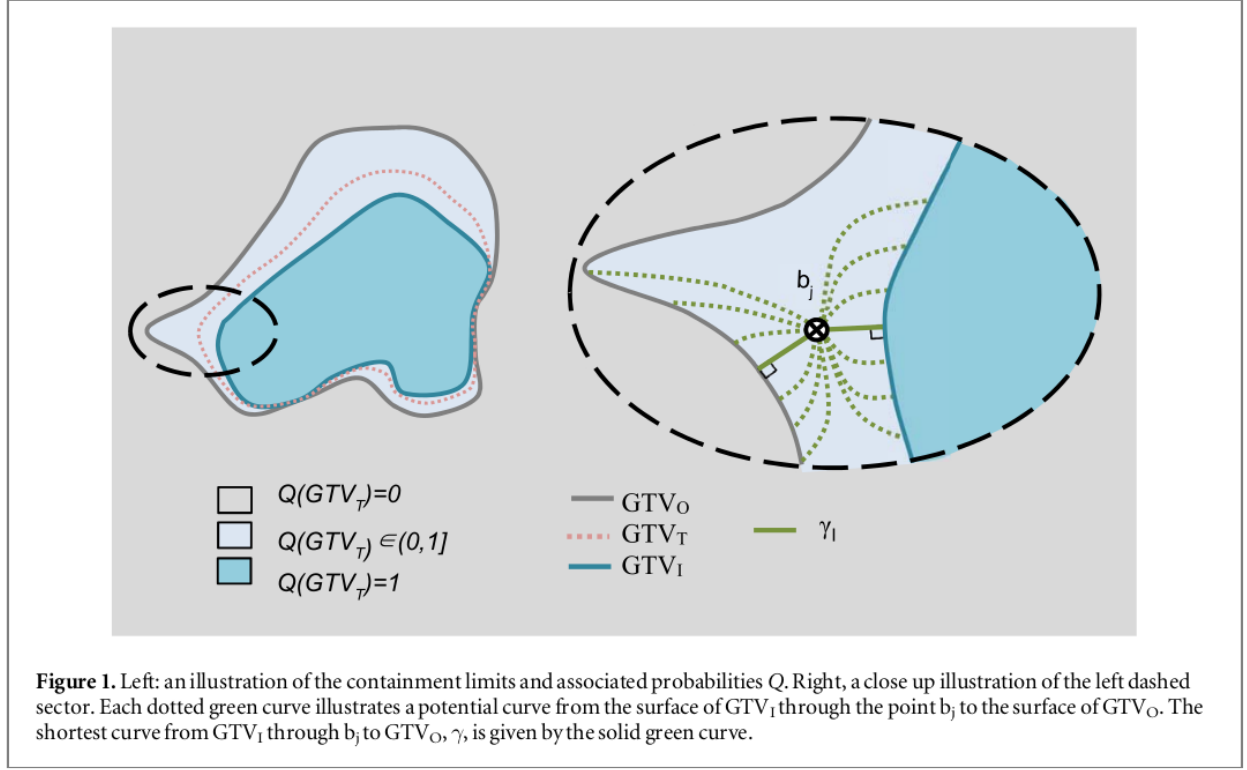 b_j
Q(GTV_T)=0
Q(GTV_T) ∈(0,1]
Q(GTV_T)=1
GTV_O
GTV_T
GTV_I
γ_I
Figure 1. Left: an illustration of the containment limits and associated probabilities Q. Right, a close up illustration of the left dashed
sector. Each dotted green curve illustrates a potential curve from the surface of GTV_I through the point b_j to the surface of GTV_O. The
shortest curve from GTV_I through b_j to GTV_O, γ, is given by the solid green curve.